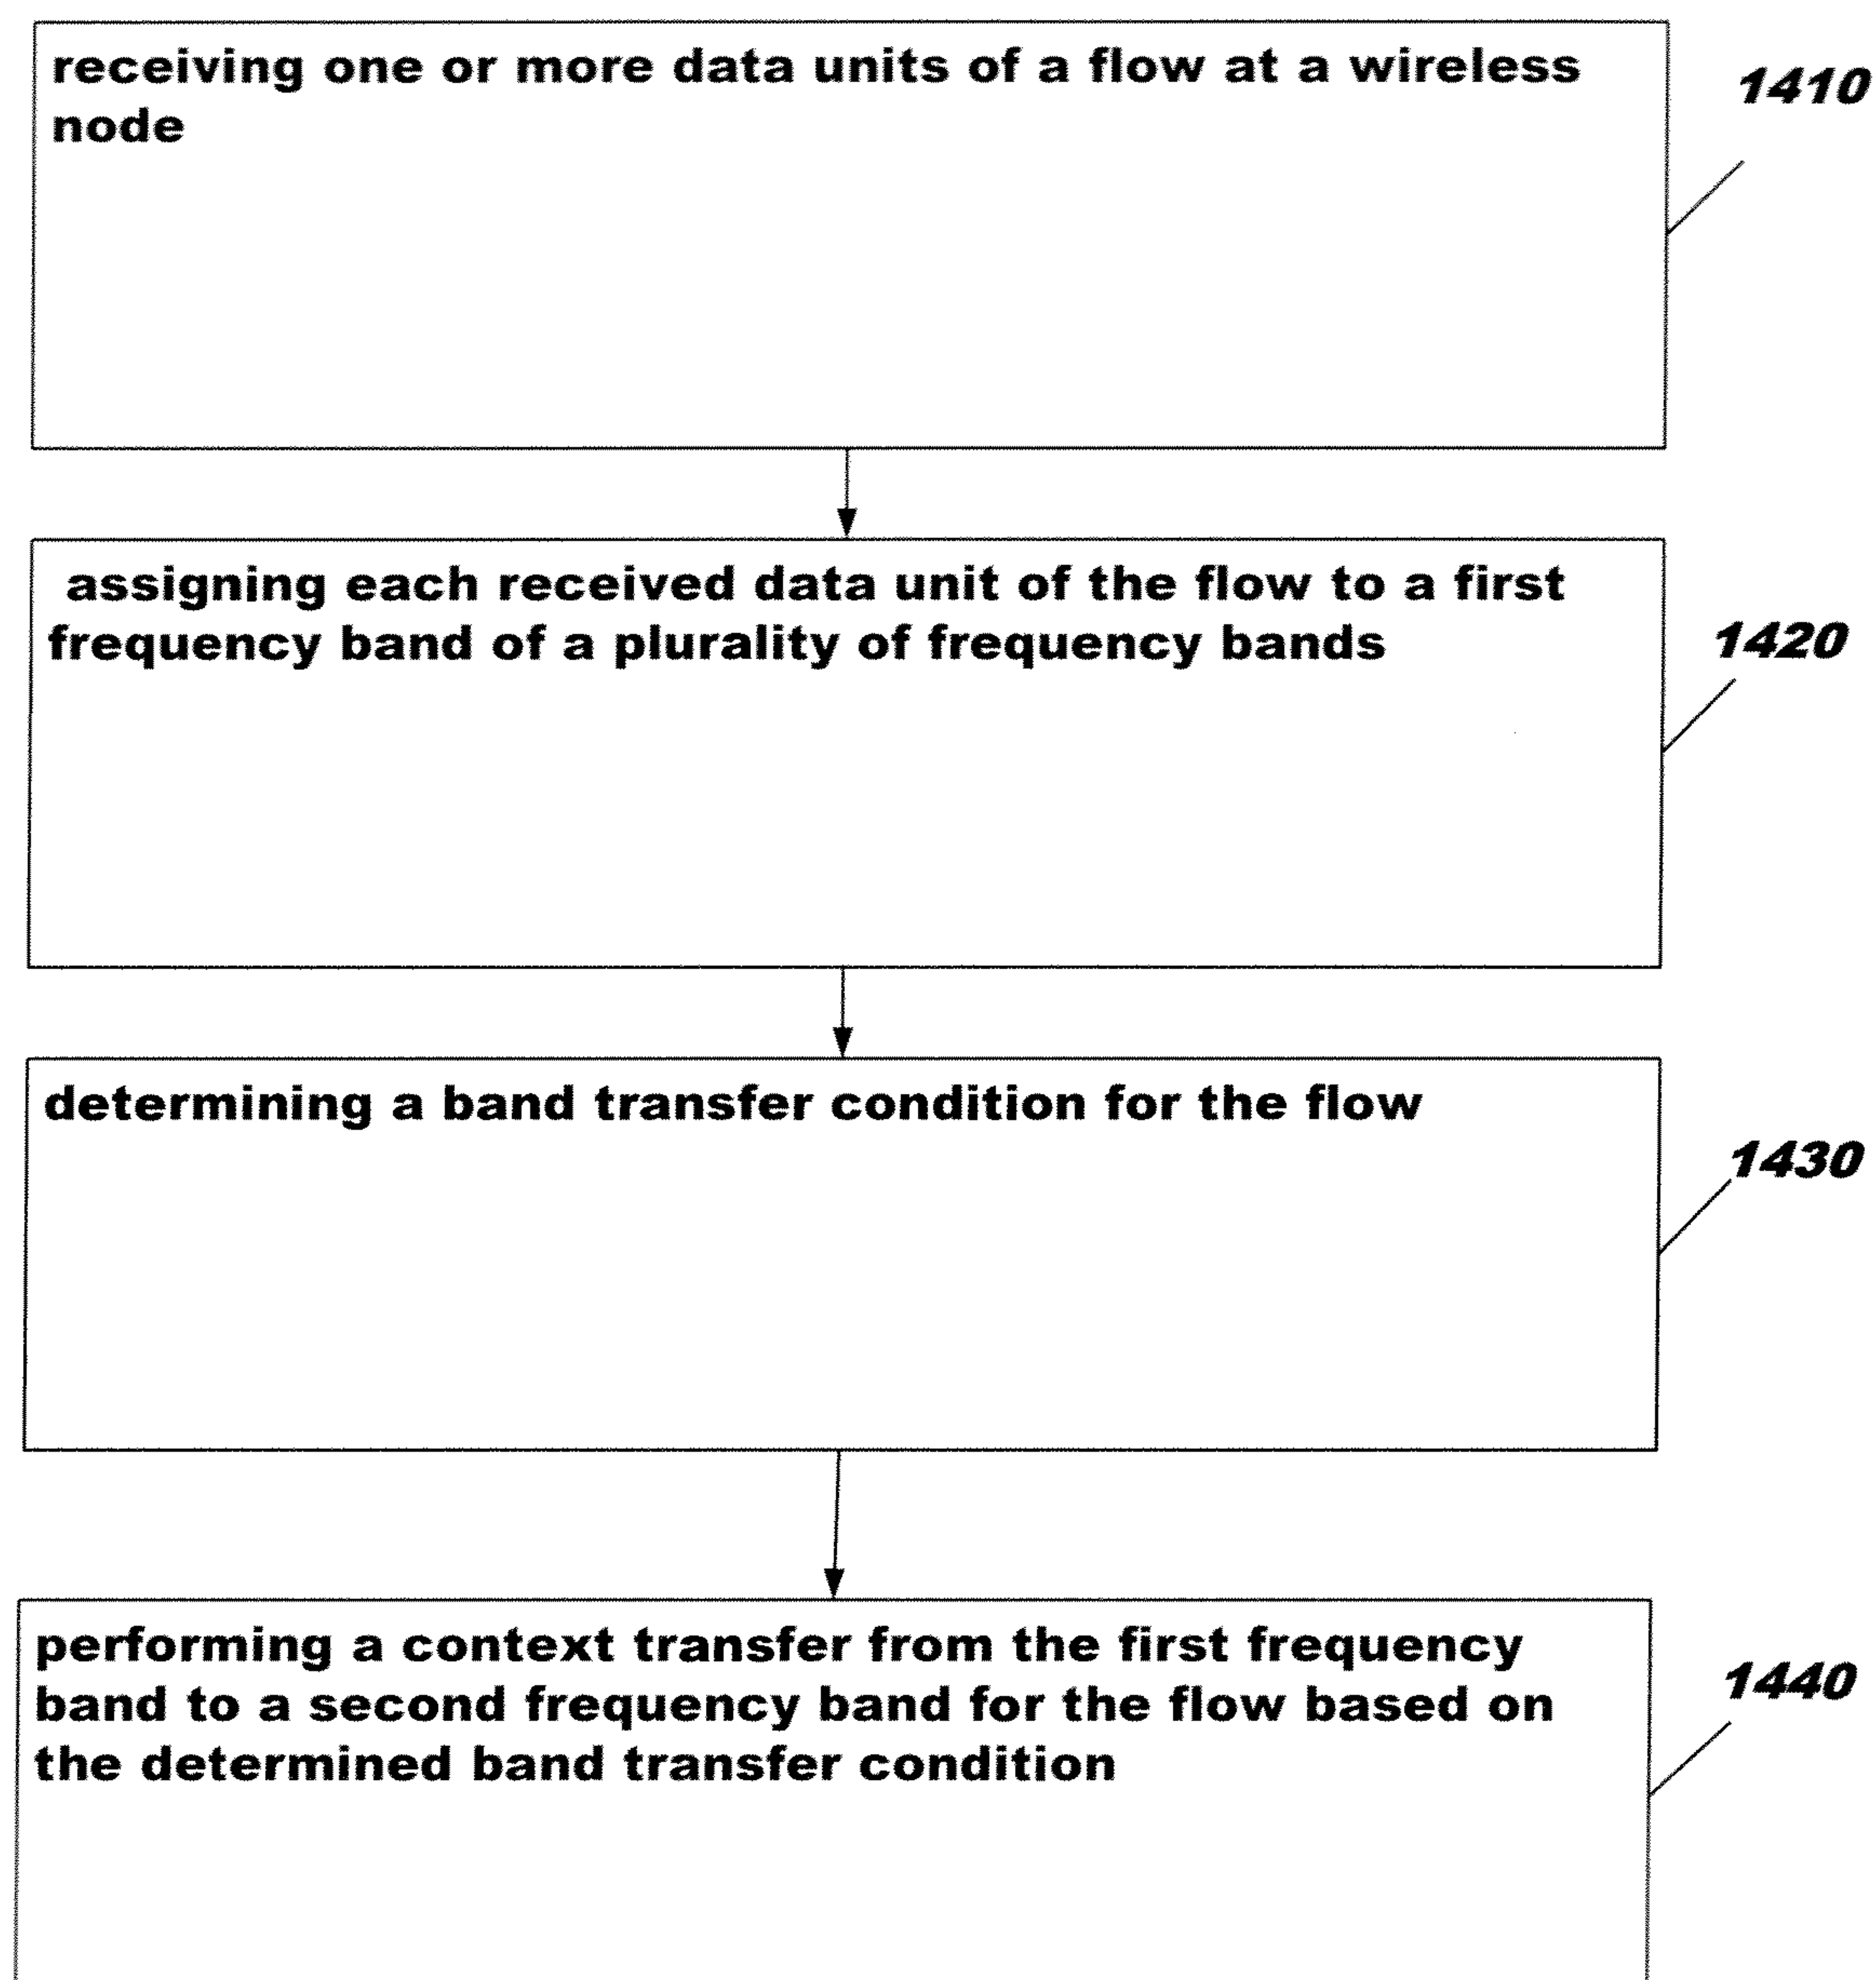 receiving one or more data units of a flow at a wireless
node
1410
assigning each received data unit of the flow to a first
frequency band of a plurality of frequency bands
1420
determining a band transfer condition for the flow
1430
performing a context transfer from the first frequency
band to a second frequency band for the flow based on
the determined band transfer condition
1440